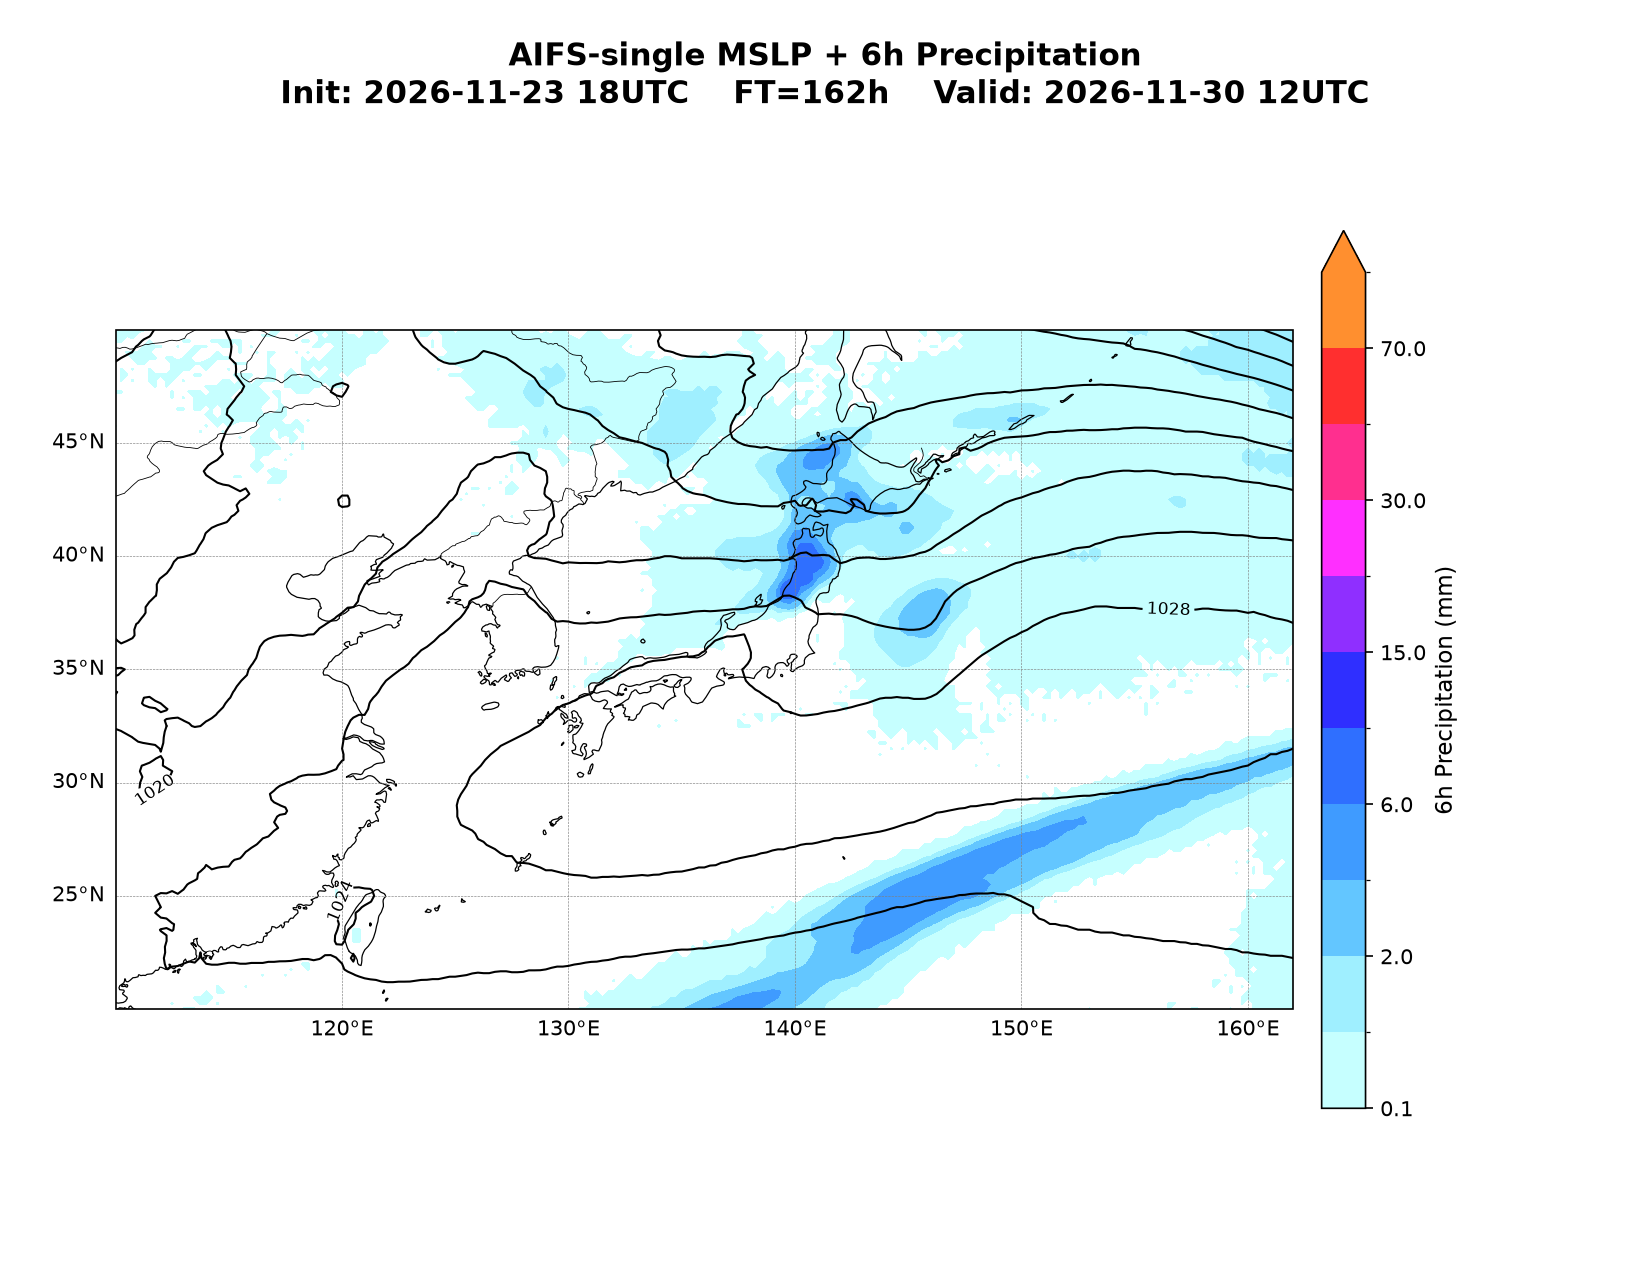 AIFS-single MSLP + 6h Precipitation
Init: 2026-11-23 18UTC    FT=162h    Valid: 2026-11-30 12UTC
70.0
30.0
15.0
6.0
2.0
0.1
6h Precipitation (mm)
45°N
40°N
35°N
30°N
25°N
1028
1020
1024
120°E
130°E
140°E
150°E
160°E